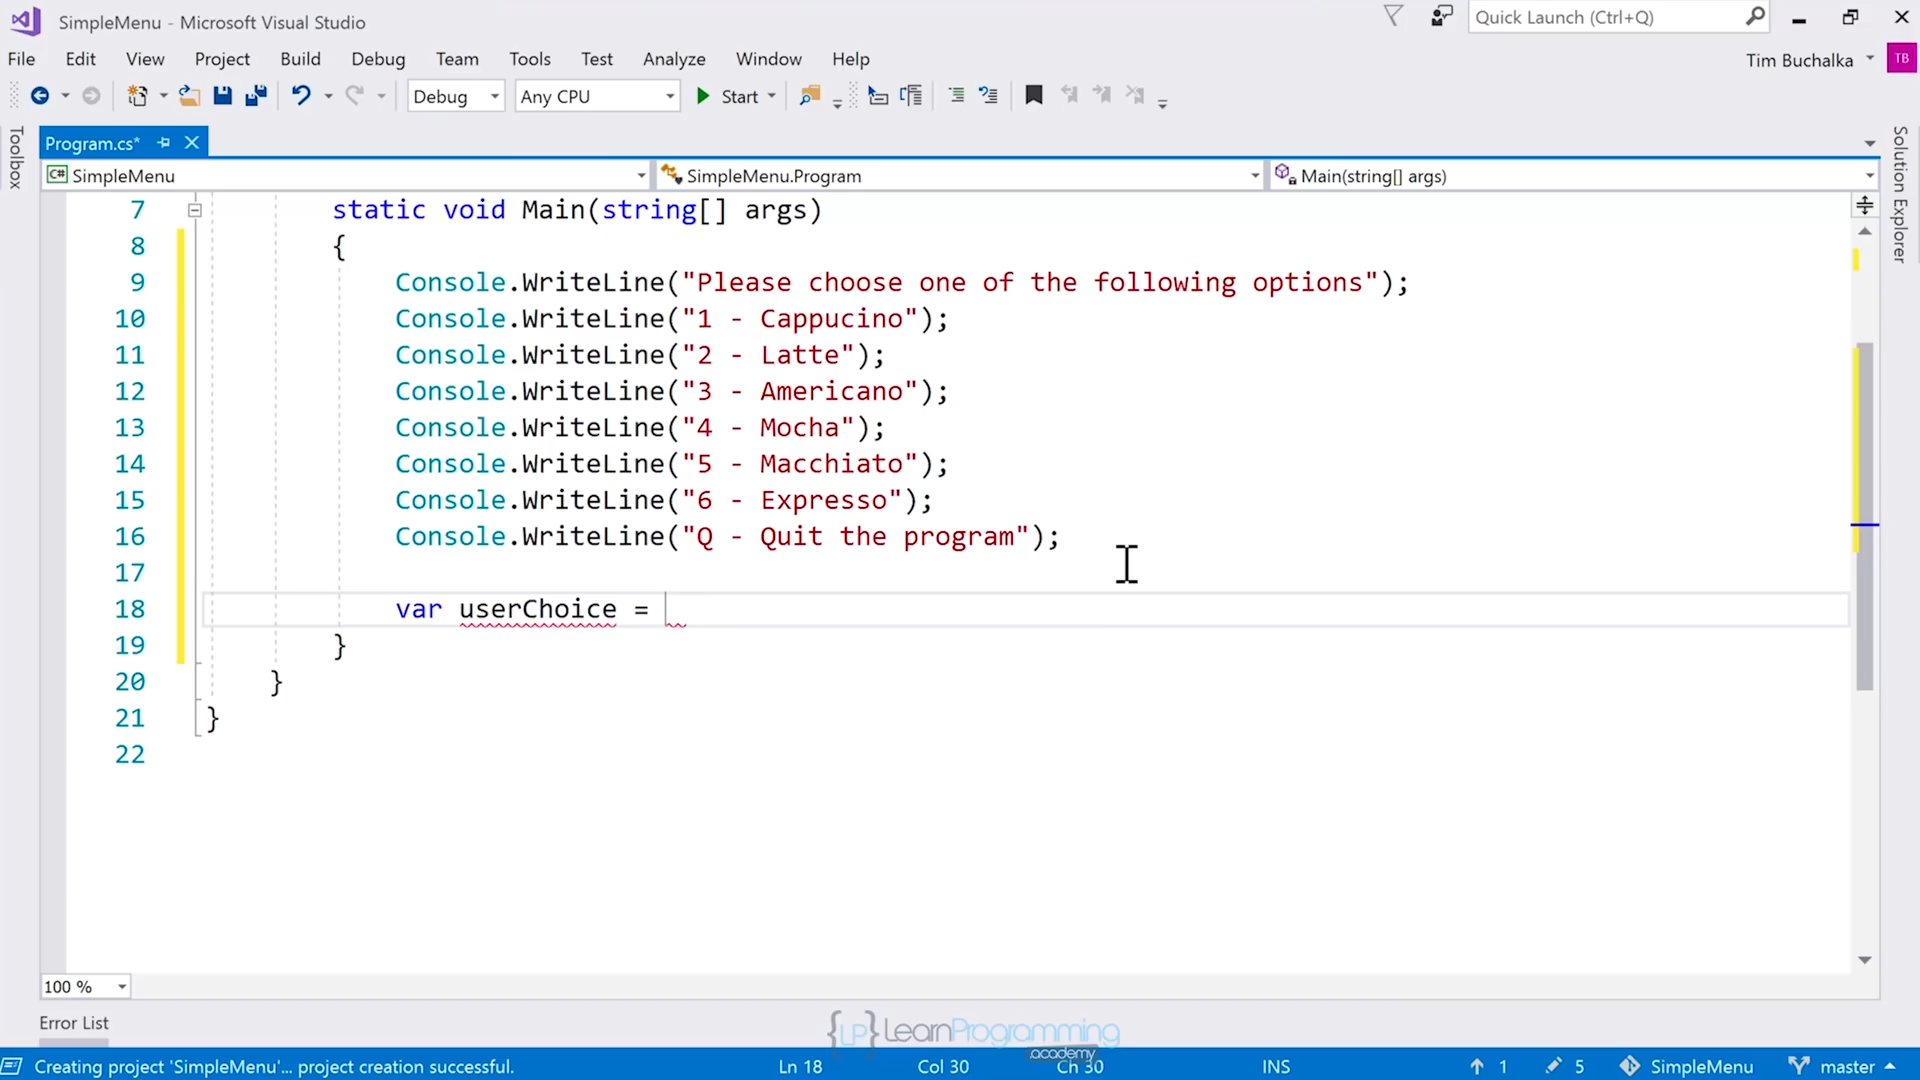 SimpleMenu - Microsoft Visual Studio
Quick Launch (Ctrl+Q)
File Edit View Project Build Debug Team Tools Test Analyze Window Help
Tim Buchalka TB
Debug Any CPU Start
Toolbox
Program.cs*
Solution Explorer
C# SimpleMenu SimpleMenu.Program Main(string[] args)
7 static void Main(string[] args)
8 {
9 Console.WriteLine("Please choose one of the following options");
10 Console.WriteLine("1 - Cappucino");
11 Console.WriteLine("2 - Latte");
12 Console.WriteLine("3 - Americano");
13 Console.WriteLine("4 - Mocha");
14 Console.WriteLine("5 - Macchiato");
15 Console.WriteLine("6 - Expresso");
16 Console.WriteLine("Q - Quit the program");
17
18 var userChoice =
19 }
20 }
21 }
22
100 %
Error List
{LP} LearnProgramming
.academy
Creating project 'SimpleMenu'... project creation successful. Ln 18 Col 30 Ch 30 INS 1 5 SimpleMenu master